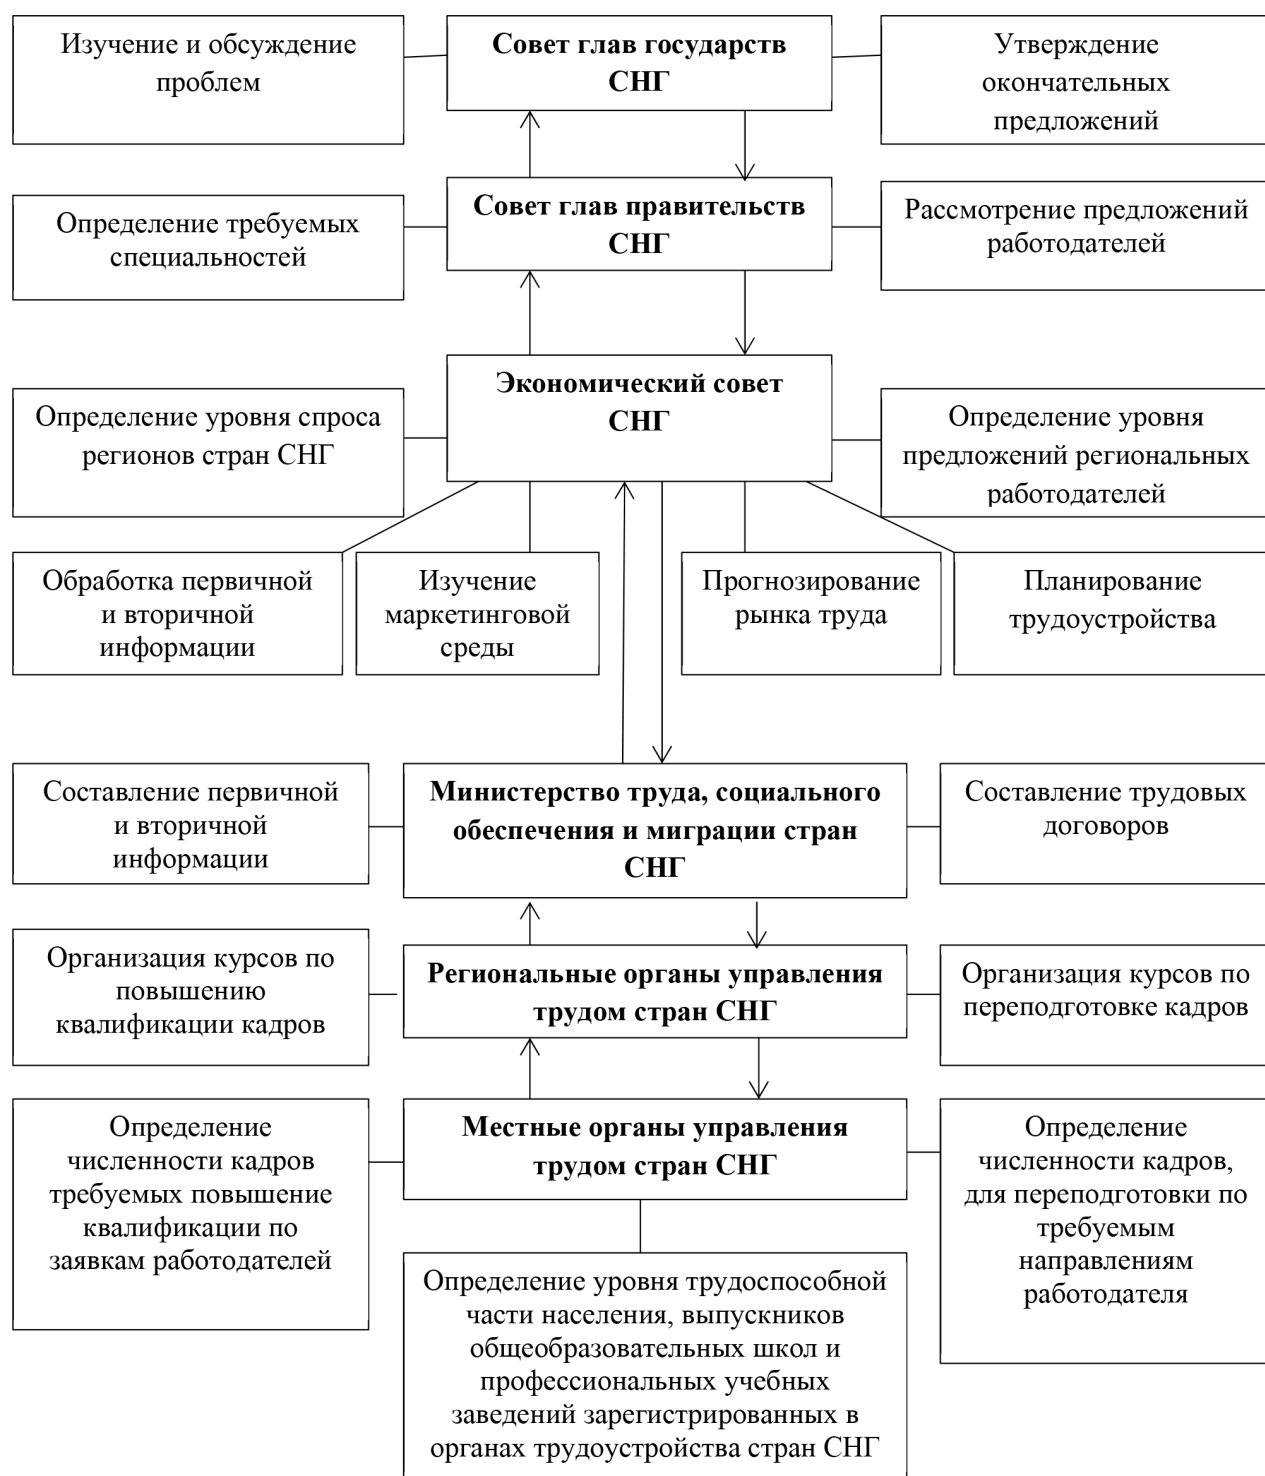 Изучение и обсуждение
проблем
Совет глав государств
СНГ
Утверждение
окончательных
предложений
Определение требуемых
специальностей
Совет глав правительств
СНГ
Рассмотрение предложений
работодателей
Определение уровня спроса
регионов стран СНГ
Экономический совет
СНГ
Определение уровня
предложений региональных
работодателей
Обработка первичной
и вторичной
информации
Изучение
маркетинговой
среды
Прогнозирование
рынка труда
Планирование
трудоустройства
Составление первичной
и вторичной
информации
Министерство труда, социального
обеспечения и миграции стран
СНГ
Составление трудовых
договоров
Организация курсов по
повышению
квалификации кадров
Региональные органы управления
трудом стран СНГ
Организация курсов по
переподготовке кадров
Определение
численности кадров
требуемых повышение
квалификации по
заявкам работодателей
Местные органы управления
трудом стран СНГ
Определение
численности кадров,
для переподготовки по
требуемым
направлениям
работодателя
Определение уровня трудоспособной
части населения, выпускников
общеобразовательных школ и
профессиональных учебных
заведений зарегистрированных в
органах трудоустройства стран СНГ